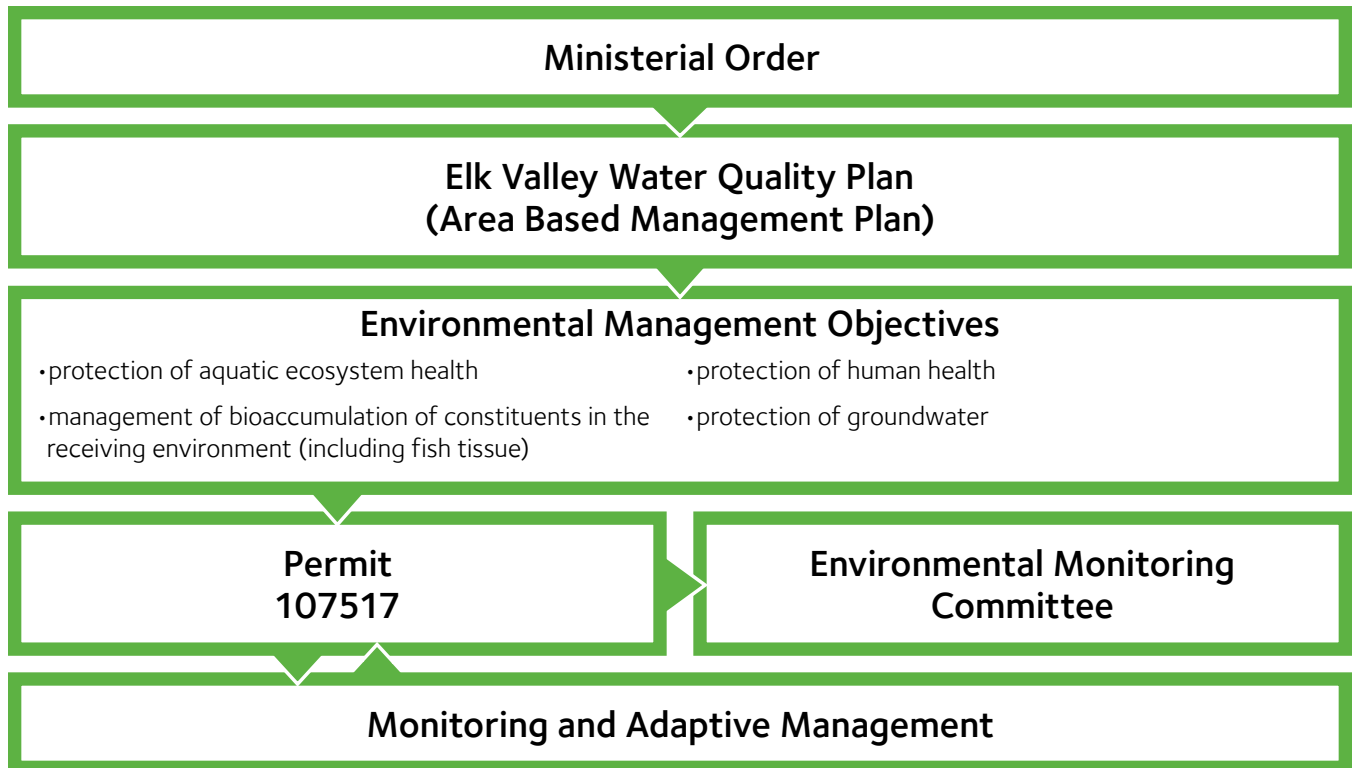 Ministerial Order
Elk Valley Water Quality Plan
(Area Based Management Plan)
Environmental Management Objectives
•protection of aquatic ecosystem health
•management of bioaccumulation of constituents in the
receiving environment (including fish tissue)
•protection of human health
•protection of groundwater
Permit
107517
Environmental Monitoring
Committee
Monitoring and Adaptive Management